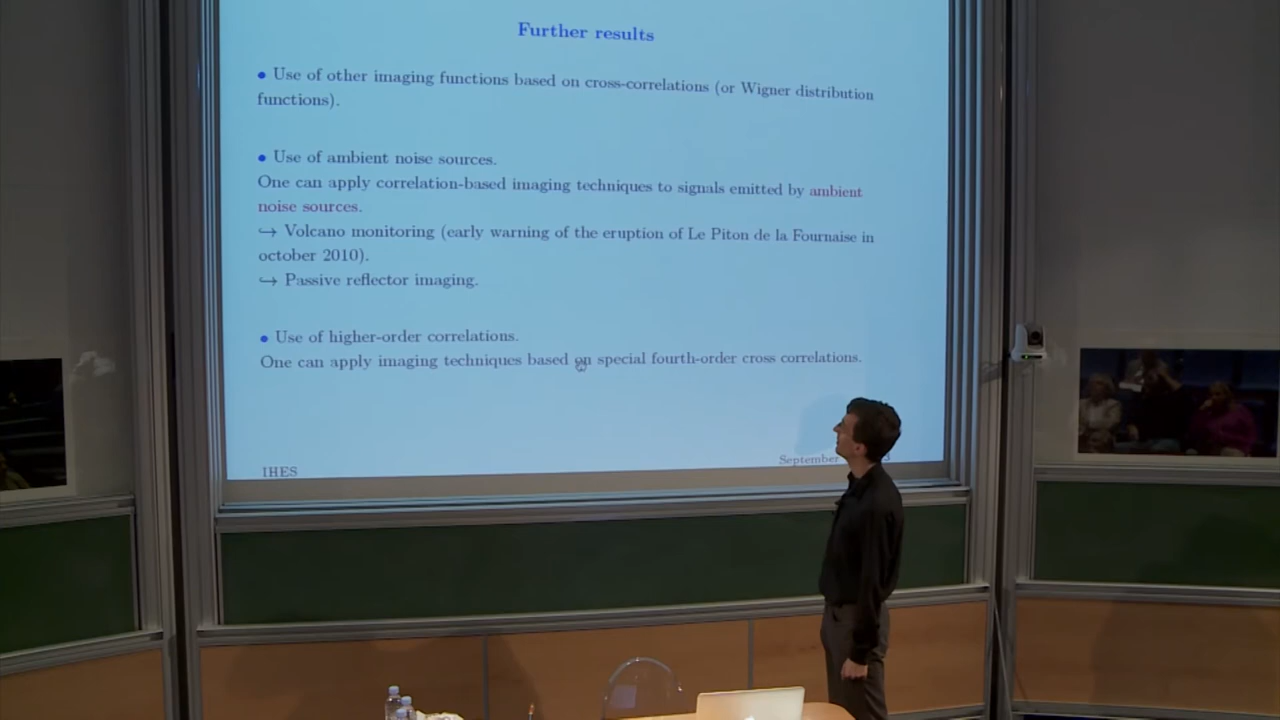 Further results
• Use of other imaging functions based on cross-correlations (or Wigner distribution
functions).
• Use of ambient noise sources.
One can apply correlation-based imaging techniques to signals emitted by ambient
noise sources.
↪ Volcano monitoring (early warning of the eruption of Le Piton de la Fournaise in
october 2010).
↪ Passive reflector imaging.
• Use of higher-order correlations.
One can apply imaging techniques based on special fourth-order cross correlations.
IHES
September